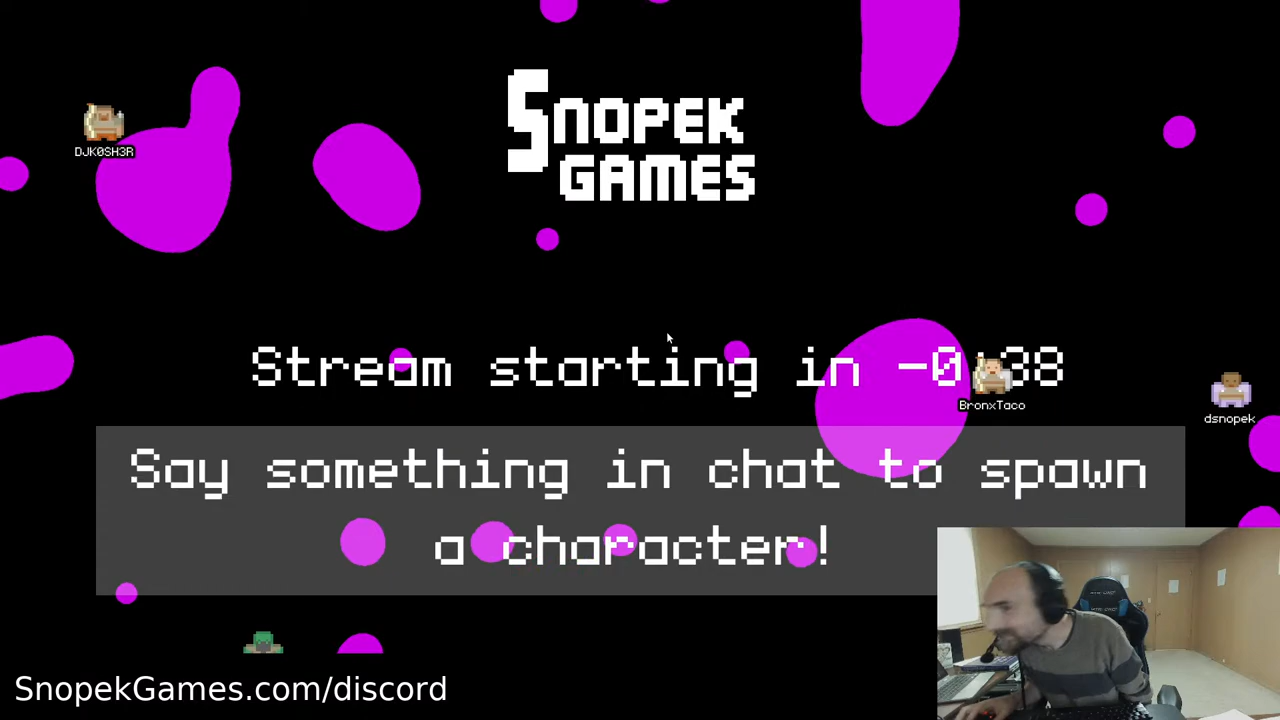 SNOPEK
GAMES
DJK0SH3R
Stream starting in -0:38
BronxTaco
dsnopek
Say something in chat to spawn
a character!
SnopekGames.com/discord